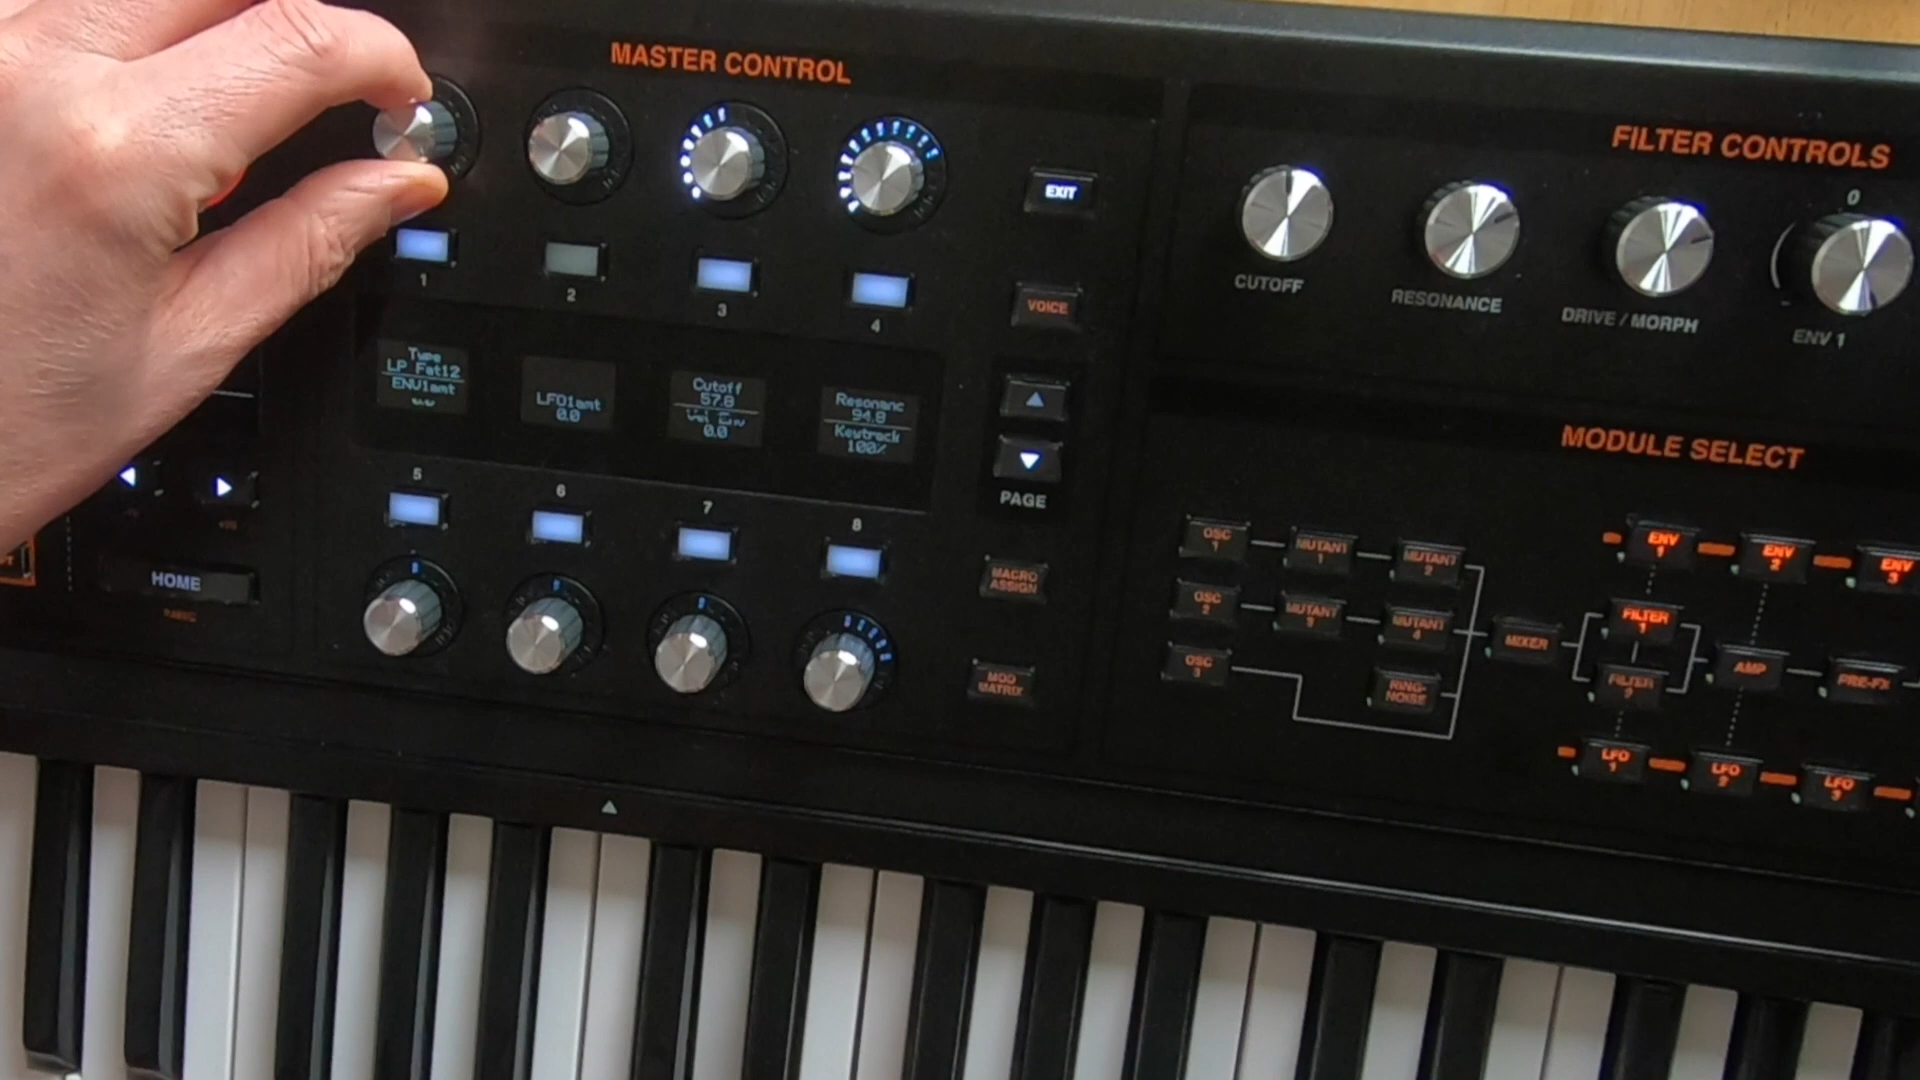 MASTER CONTROL
FILTER CONTROLS
0
EXIT
CUTOFF
RESONANCE
DRIVE / MORPH
ENV 1
1
2
3
4
VOICE
Type
LP Fat12
ENV1amt
0.0
LFO1amt
0.0
Cutoff
57.8
Vel Env
0.0
Resonanc
94.8
Keytrack
100%
PAGE
MODULE SELECT
5
6
7
8
HOME
PANIC
MACRO
ASSIGN
MOD
MATRIX
OSC
1
MUTANT
1
MUTANT
2
OSC
2
MUTANT
3
MUTANT
4
OSC
3
RING-
NOISE
MIXER
ENV
1
ENV
2
ENV
3
FILTER
1
FILTER
2
AMP
PRE-FX
LFO
1
LFO
2
LFO
3